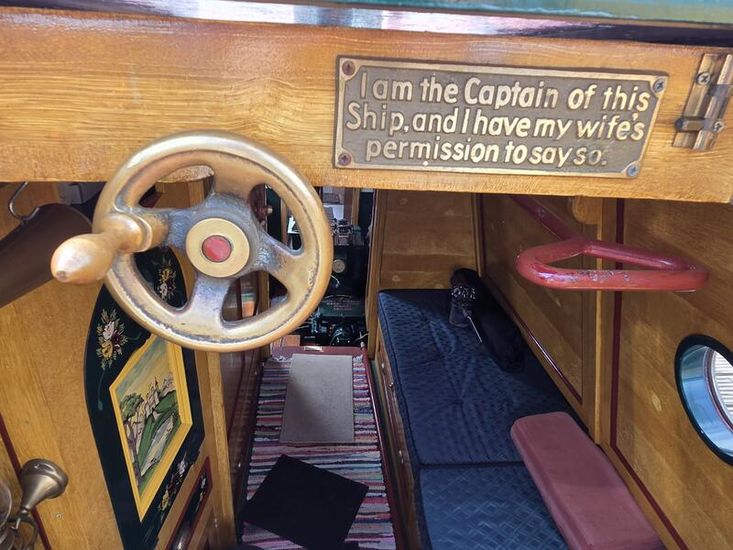 I am the Captain of this
Ship, and I have my wife's
permission to say so.